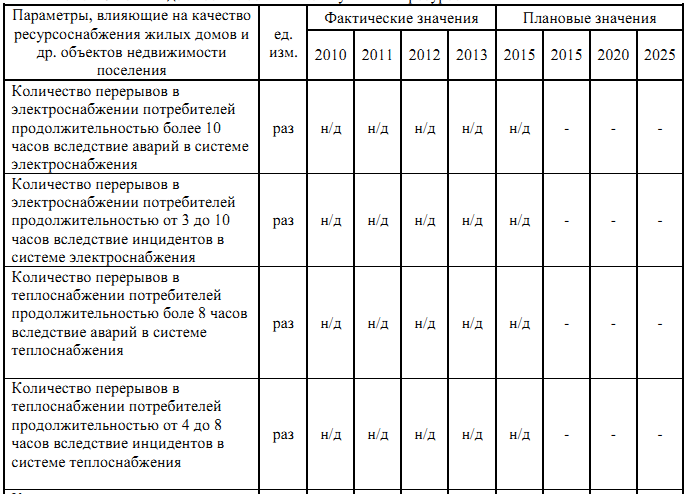 Параметры, влияющие на качество
ресурсоснабжения жилых домов и
др. объектов недвижимости
поселения
ед.
изм.
Фактические значения
Плановые значения
2010 2011 2012 2013 2015 2015 2020 2025
Количество перерывов в
электроснабжении потребителей
продолжительностью более 10
часов вследствие аварий в системе
электроснабжения
раз н/д н/д н/д н/д н/д - - -
Количество перерывов в
электроснабжении потребителей
продолжительностью от 3 до 10
часов вследствие инцидентов в
системе электроснабжения
раз н/д н/д н/д н/д н/д - - -
Количество перерывов в
теплоснабжении потребителей
продолжительностью боле 8 часов
вследствие аварий в системе
теплоснабжения
раз н/д н/д н/д н/д н/д - - -
Количество перерывов в
теплоснабжении потребителей
продолжительностью от 4 до 8
часов вследствие инцидентов в
системе теплоснабжения
раз н/д н/д н/д н/д н/д - - -